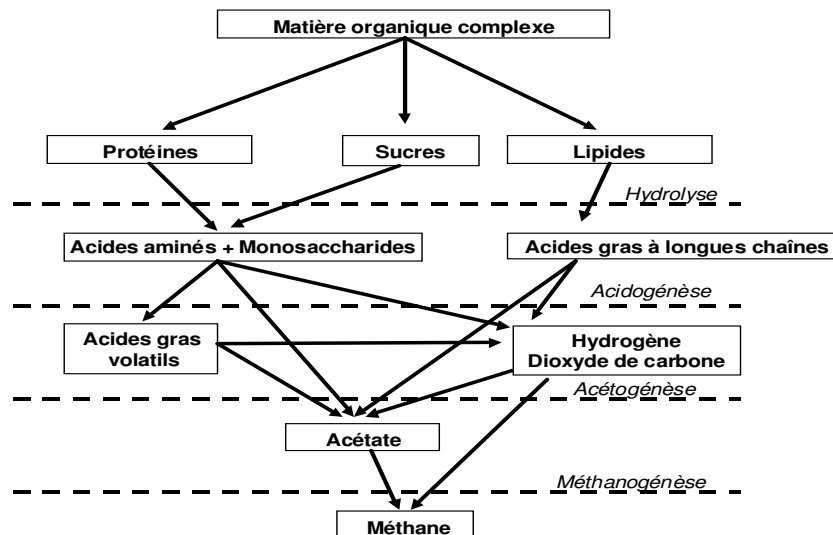 Matière organique complexe
Protéines
Sucres
Lipides
Hydrolyse
Acides aminés + Monosaccharides
Acides gras à longues chaînes
Acidogénèse
Acides gras
volatils
Hydrogène
Dioxyde de carbone
Acétogénèse
Acétate
Méthanogénèse
Méthane